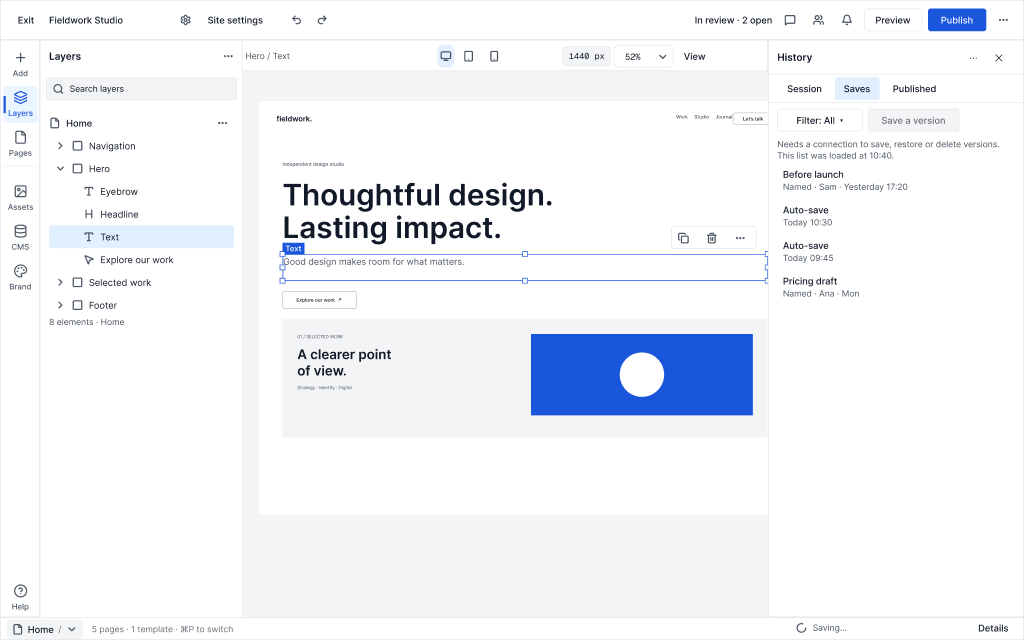 Exit
Fieldwork Studio
Site settings
In review · 2 open
Preview
Publish
Add
Layers
Pages
Assets
CMS
Brand
Help
Layers
Search layers
Home
Navigation
Hero
Eyebrow
Headline
Text
Explore our work
Selected work
Footer
8 elements · Home
Hero / Text
1440 px
52%
View
fieldwork.
Work Studio Journal
Let's talk
Independent design studio
Thoughtful design.
Lasting impact.
Text
Good design makes room for what matters.
Explore our work ↗
01 / SELECTED WORK
A clearer point
of view.
Strategy · Identity · Digital
History
Session
Saves
Published
Filter: All
Save a version
Needs a connection to save, restore or delete versions.
This list was loaded at 10:40.
Before launch
Named · Sam · Yesterday 17:20
Auto-save
Today 10:30
Auto-save
Today 09:45
Pricing draft
Named · Ana · Mon
Home /
5 pages · 1 template · ⌘P to switch
Saving...
Details